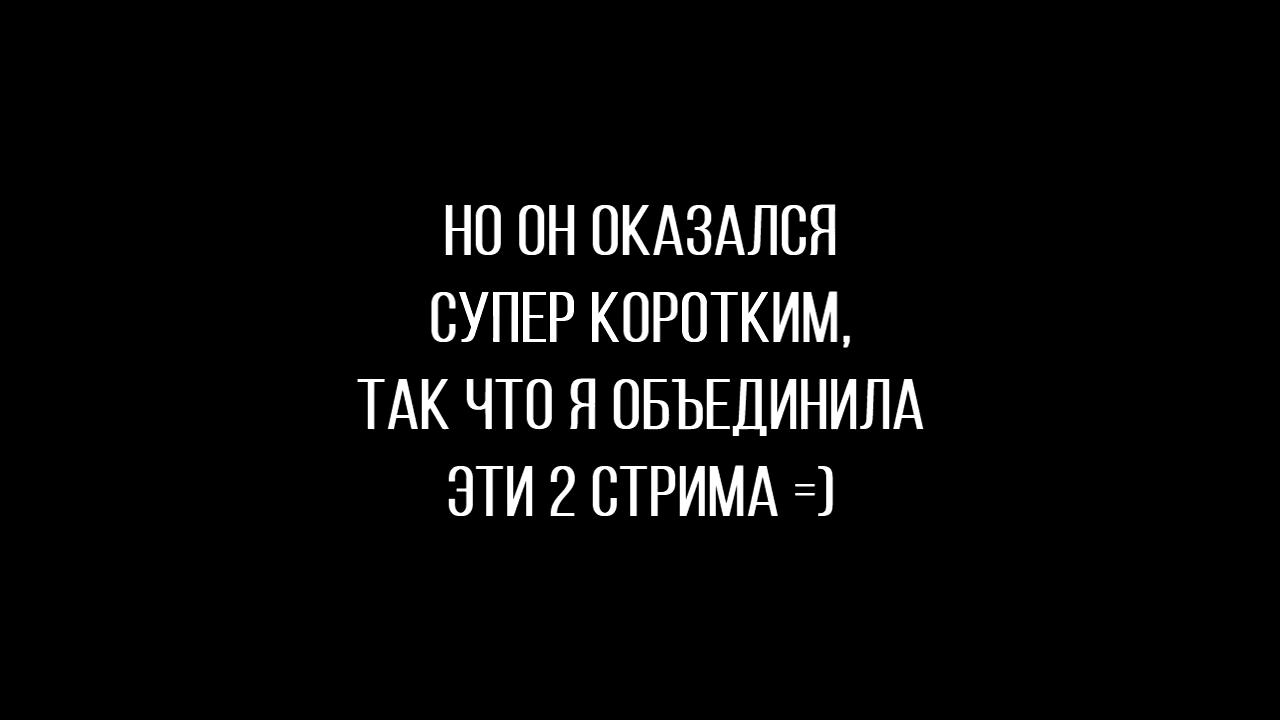 НО ОН ОКАЗАЛСЯ
СУПЕР КОРОТКИМ,
ТАК ЧТО Я ОБЪЕДИНИЛА
ЭТИ 2 СТРИМА =)